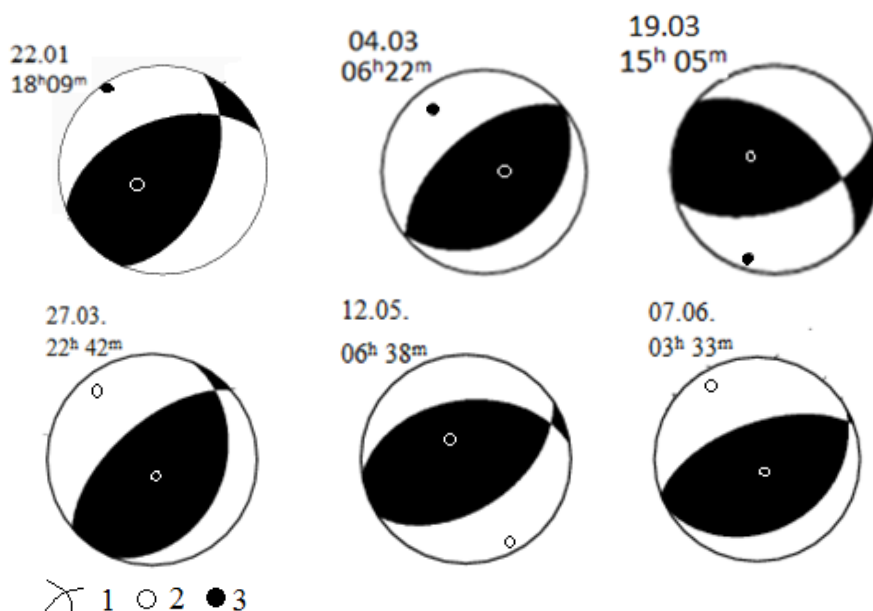 22.01
18ʰ09ᵐ
04.03
06ʰ22ᵐ
19.03
15ʰ 05ᵐ
27.03.
22ʰ 42ᵐ
12.05.
06ʰ 38ᵐ
07.06.
03ʰ 33ᵐ
1 2 3